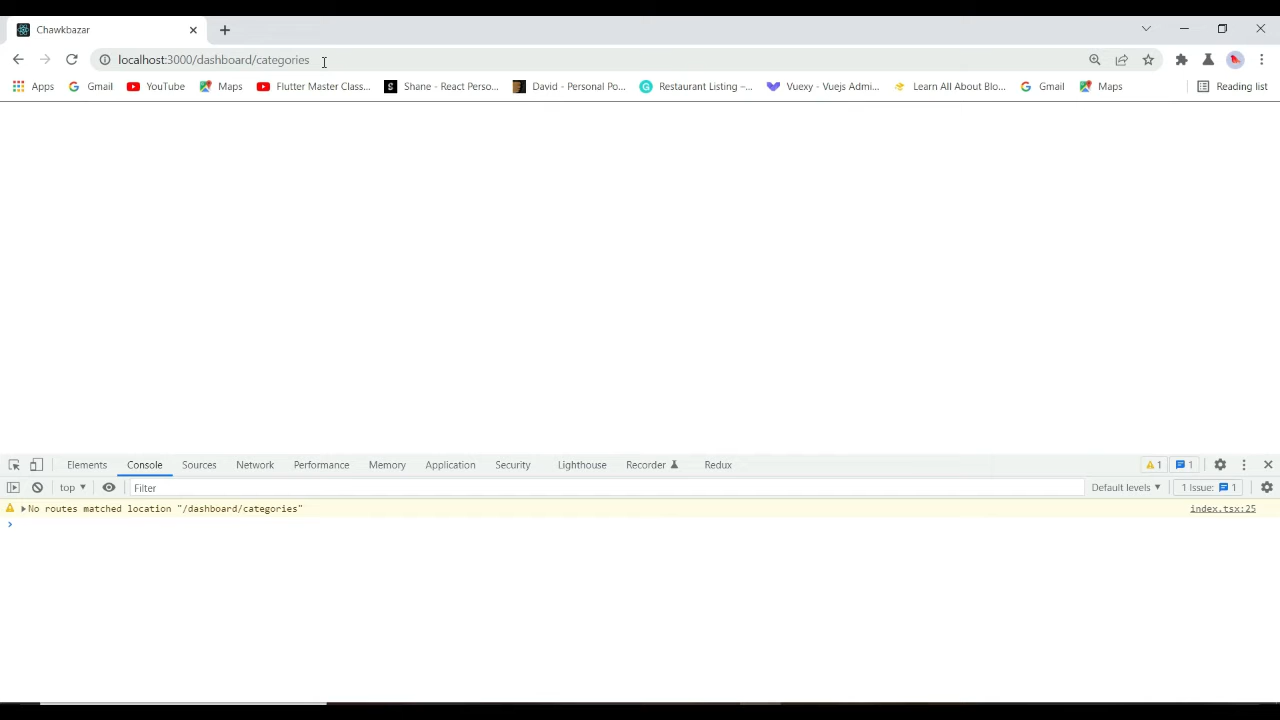 Chawkbazar
localhost:3000/dashboard/categories
Apps Gmail YouTube Maps Flutter Master Class... Shane - React Perso... David - Personal Po... Restaurant Listing –... Vuexy - Vuejs Admi... Learn All About Blo... Gmail Maps Reading list
Elements Console Sources Network Performance Memory Application Security Lighthouse Recorder Redux 1 1
top Filter Default levels 1 Issue: 1
No routes matched location "/dashboard/categories" index.tsx:25